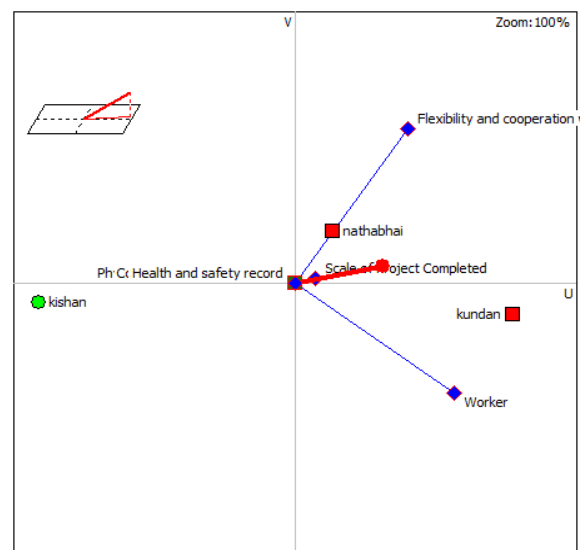 V
Zoom: 100%
Flexibility and cooperation
nathabhai
Health and safety record
Scale of Project Completed
U
kishan
kundan
Worker